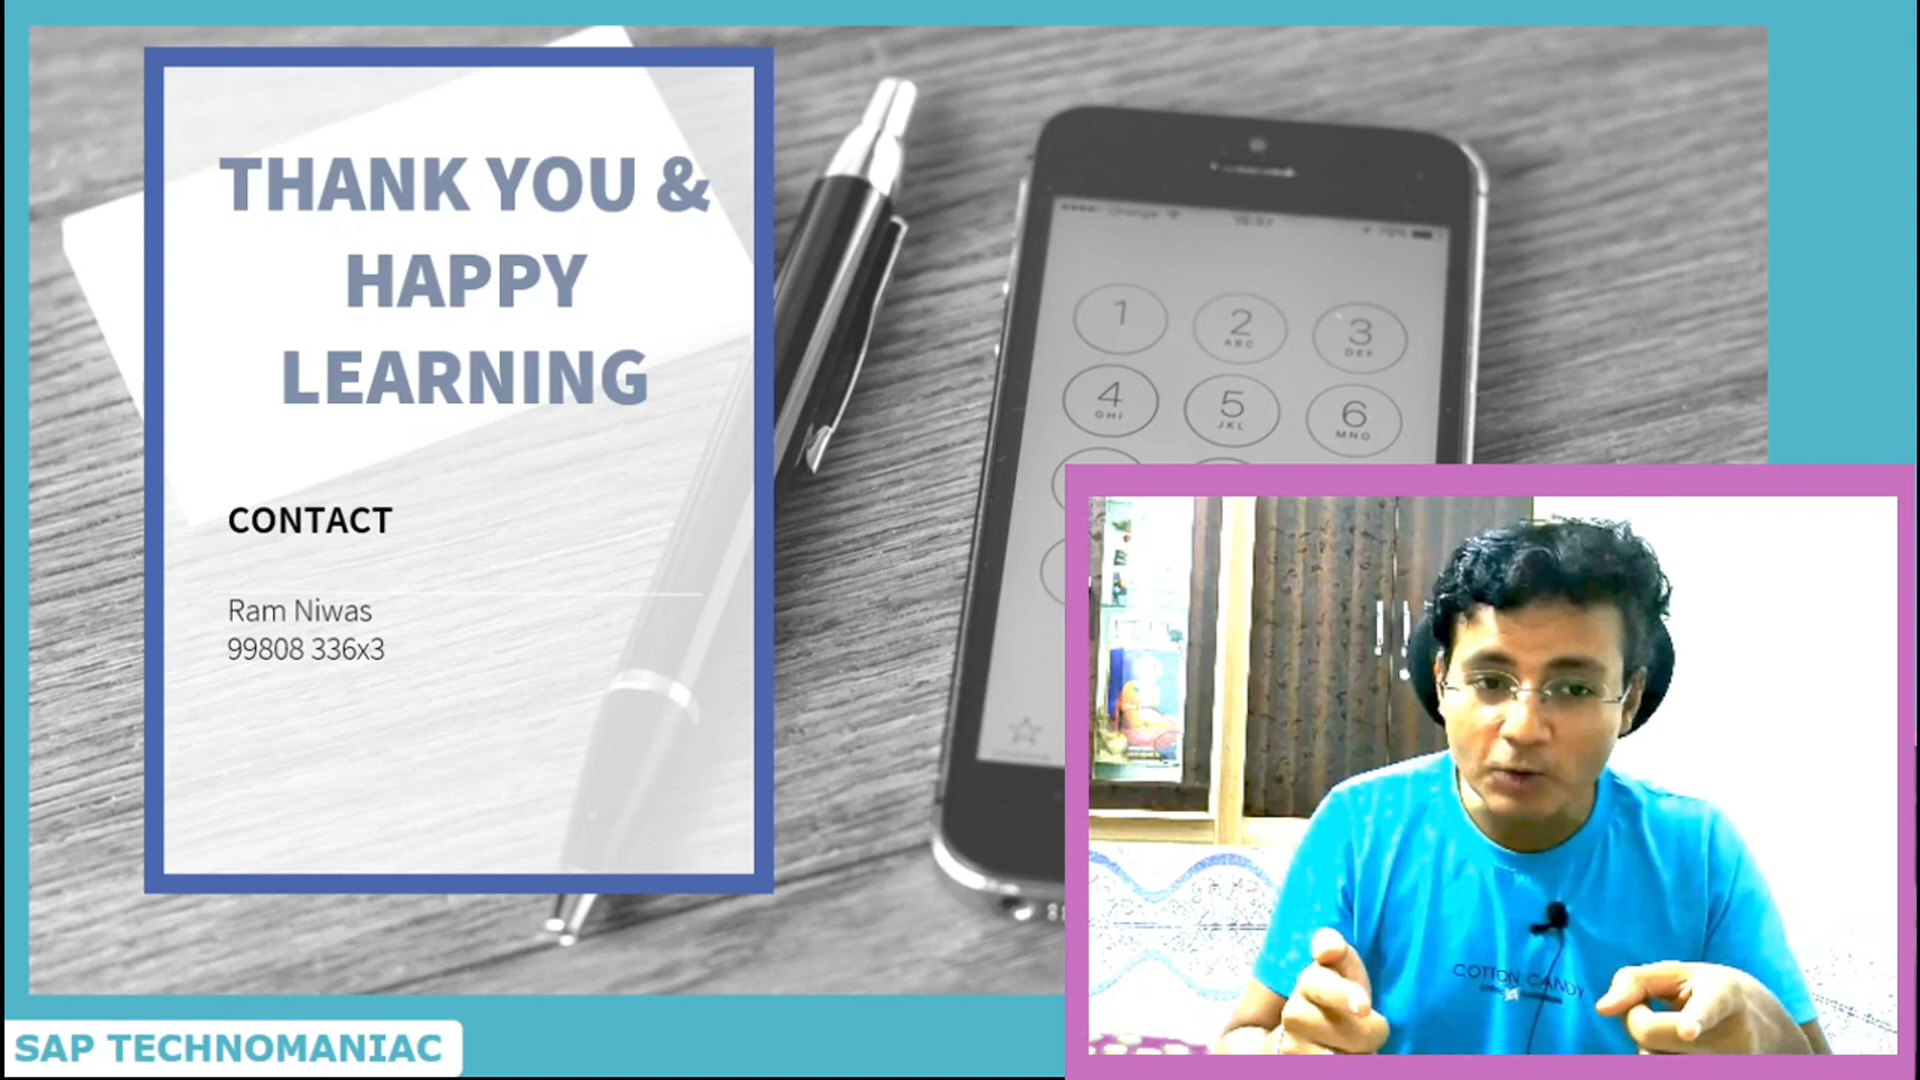 THANK YOU &
HAPPY
LEARNING
CONTACT
Ram Niwas
99808 336x3
1
2
ABC
3
DEF
4
GHI
5
JKL
6
MNO
COTTON CANDY
SAP TECHNOMANIAC